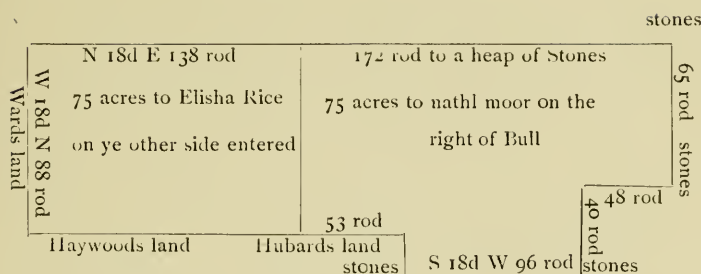 stones
N 18d E 138 rod
172 rod to a heap of Stones
65 rod stones
Wards land
W 18d N 88 rod
75 acres to Elisha Rice
on ye other side entered
75 acres to nathl moor on the
right of Bull
48 rod
40 rod
53 rod
Haywoods land
Hubards land
stones
S 18d W 96 rod
stones